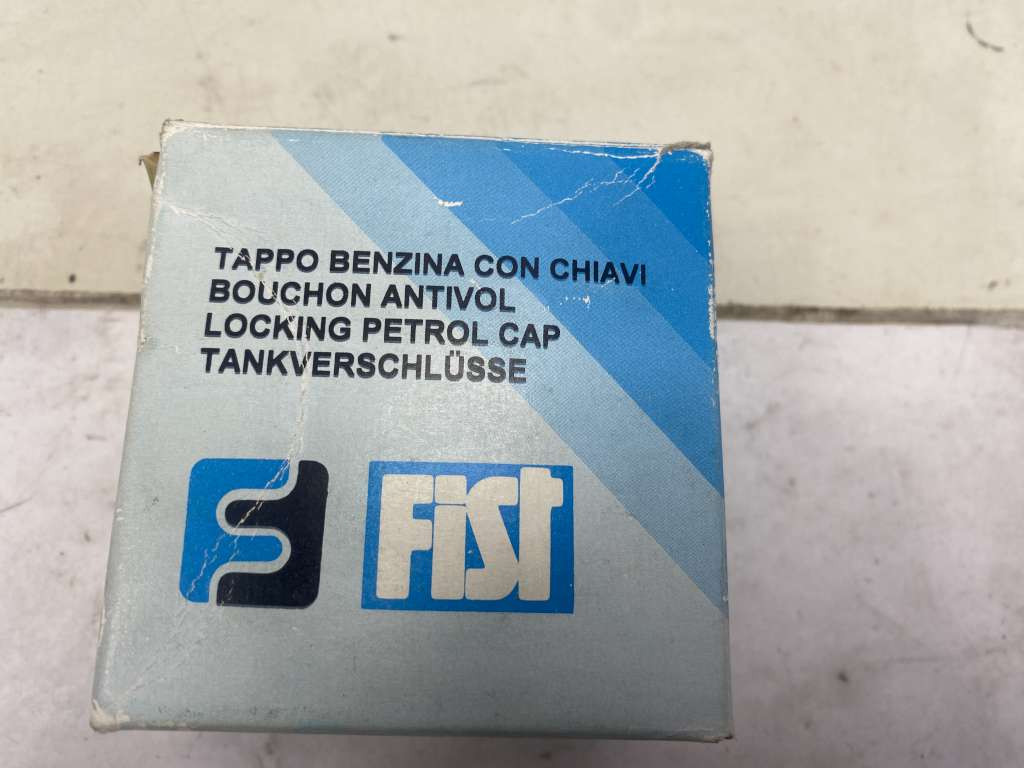 TAPPO BENZINA CON CHIAVI
BOUCHON ANTIVOL
LOCKING PETROL CAP
TANKVERSCHLÜSSE
FiSt